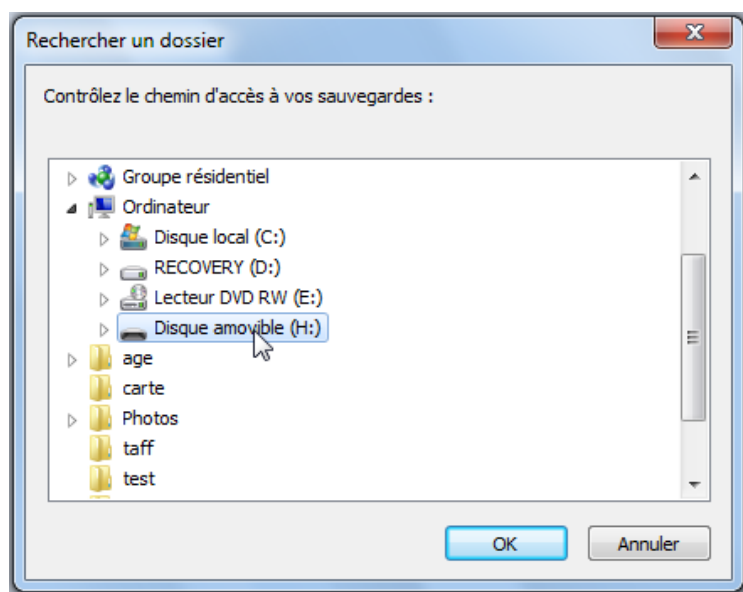 Rechercher un dossier
Contrôlez le chemin d'accès à vos sauvegardes :
Groupe résidentiel
Ordinateur
Disque local (C:)
RECOVERY (D:)
Lecteur DVD RW (E:)
Disque amovible (H:)
age
carte
Photos
taff
test
OK Annuler